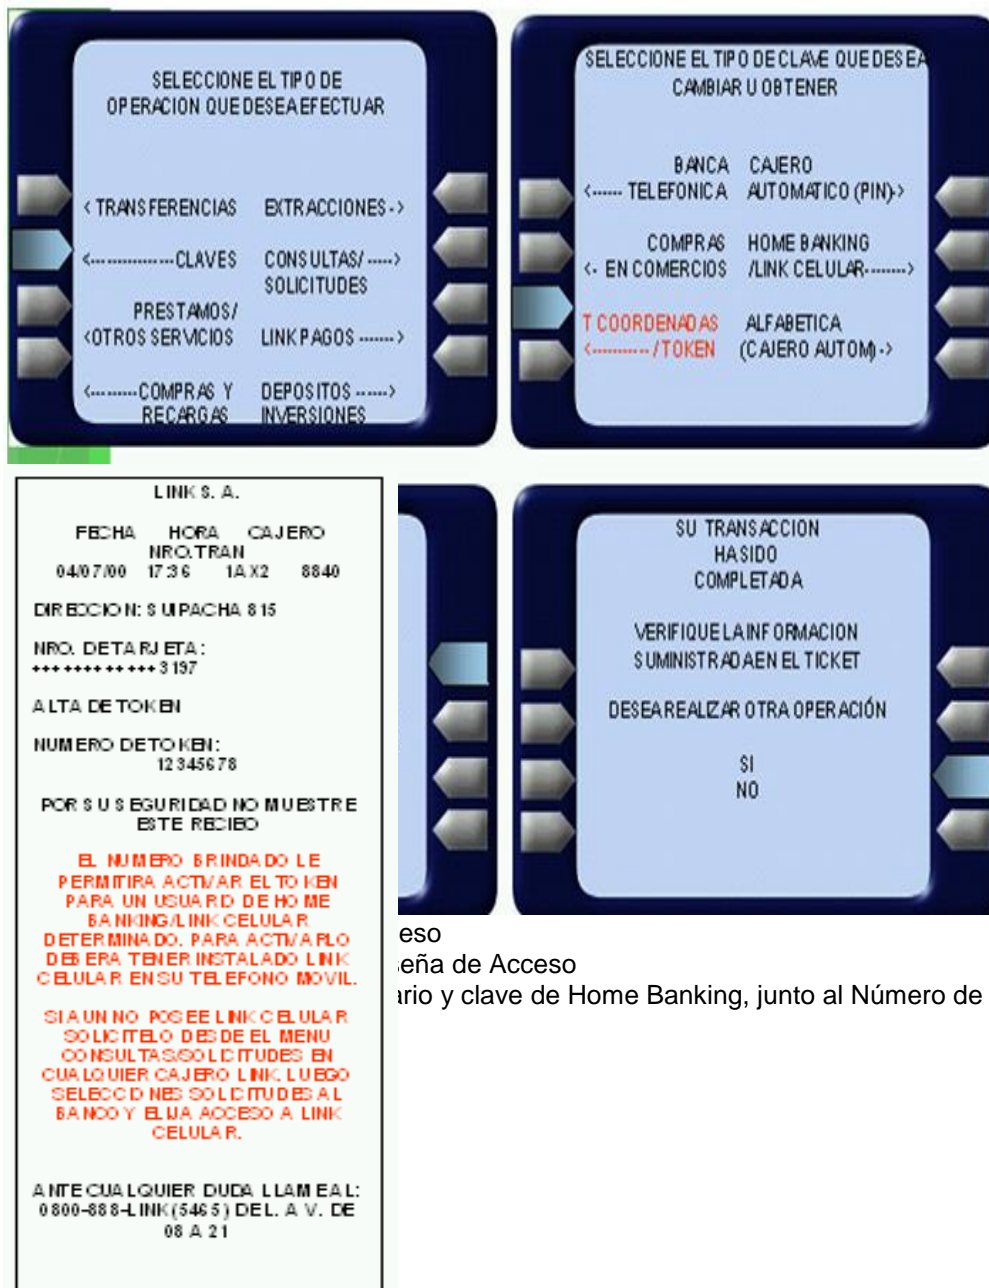 SELECCIONE EL TIPO DE
OPERACION QUE DESEA EFECTUAR
< TRANSFERENCIAS EXTRACCIONES ->
<---------------CLAVES CONSULTAS/ ----->
SOLICITUDES
PRESTAMOS/
<OTROS SERVICIOS LINK PAGOS ------->
<---------COMPRAS Y DEPOSITOS ------>
RECARGAS INVERSIONES
SELECCIONE EL TIPO DE CLAVE QUE DESEA
CAMBIAR U OBTENER
BANCA CAJERO
<------ TELEFONICA AUTOMATICO (PIN)->
COMPRAS HOME BANKING
<- EN COMERCIOS /LINK CELULAR-------->
T COORDENADAS ALFABETICA
<----------- / TOKEN (CAJERO AUTOM) ->
LINK S. A.
FECHA HORA CAJERO
NRO.TRAN
04/07/00 17:36 1AX2 8840
DIRECCION: SUIPACHA 815
NRO. DE TARJETA:
************ 3197
ALTA DE TOKEN
NUMERO DE TOKEN:
12345678
POR SU SEGURIDAD NO MUESTRE
ESTE RECIBO
EL NUMERO BRINDADO LE
PERMITIRA ACTIVAR EL TOKEN
PARA UN USUARIO DE HOME
BANKING/LINK CELULAR
DETERMINADO. PARA ACTIVARLO
DEBERA TENER INSTALADO LINK
CELULAR EN SU TELEFONO MOVIL.
SI AUN NO POSEE LINK CELULAR
SOLICITELO DESDE EL MENU
CONSULTAS/SOLICITUDES EN
CUALQUIER CAJERO LINK. LUEGO
SELECCIONES SOLICITUDES AL
BANCO Y ELIJA ACCESO A LINK
CELULAR.
ANTE CUALQUIER DUDA LLAME AL:
0800-888-LINK(5465) DE L. A V. DE
08 A 21
SU TRANSACCION
HA SIDO
COMPLETADA
VERIFIQUE LA INFORMACION
SUMINISTRADA EN EL TICKET
DESEA REALIZAR OTRA OPERACIÓN
SI
NO
eso
seña de Acceso
ario y clave de Home Banking, junto al Número de